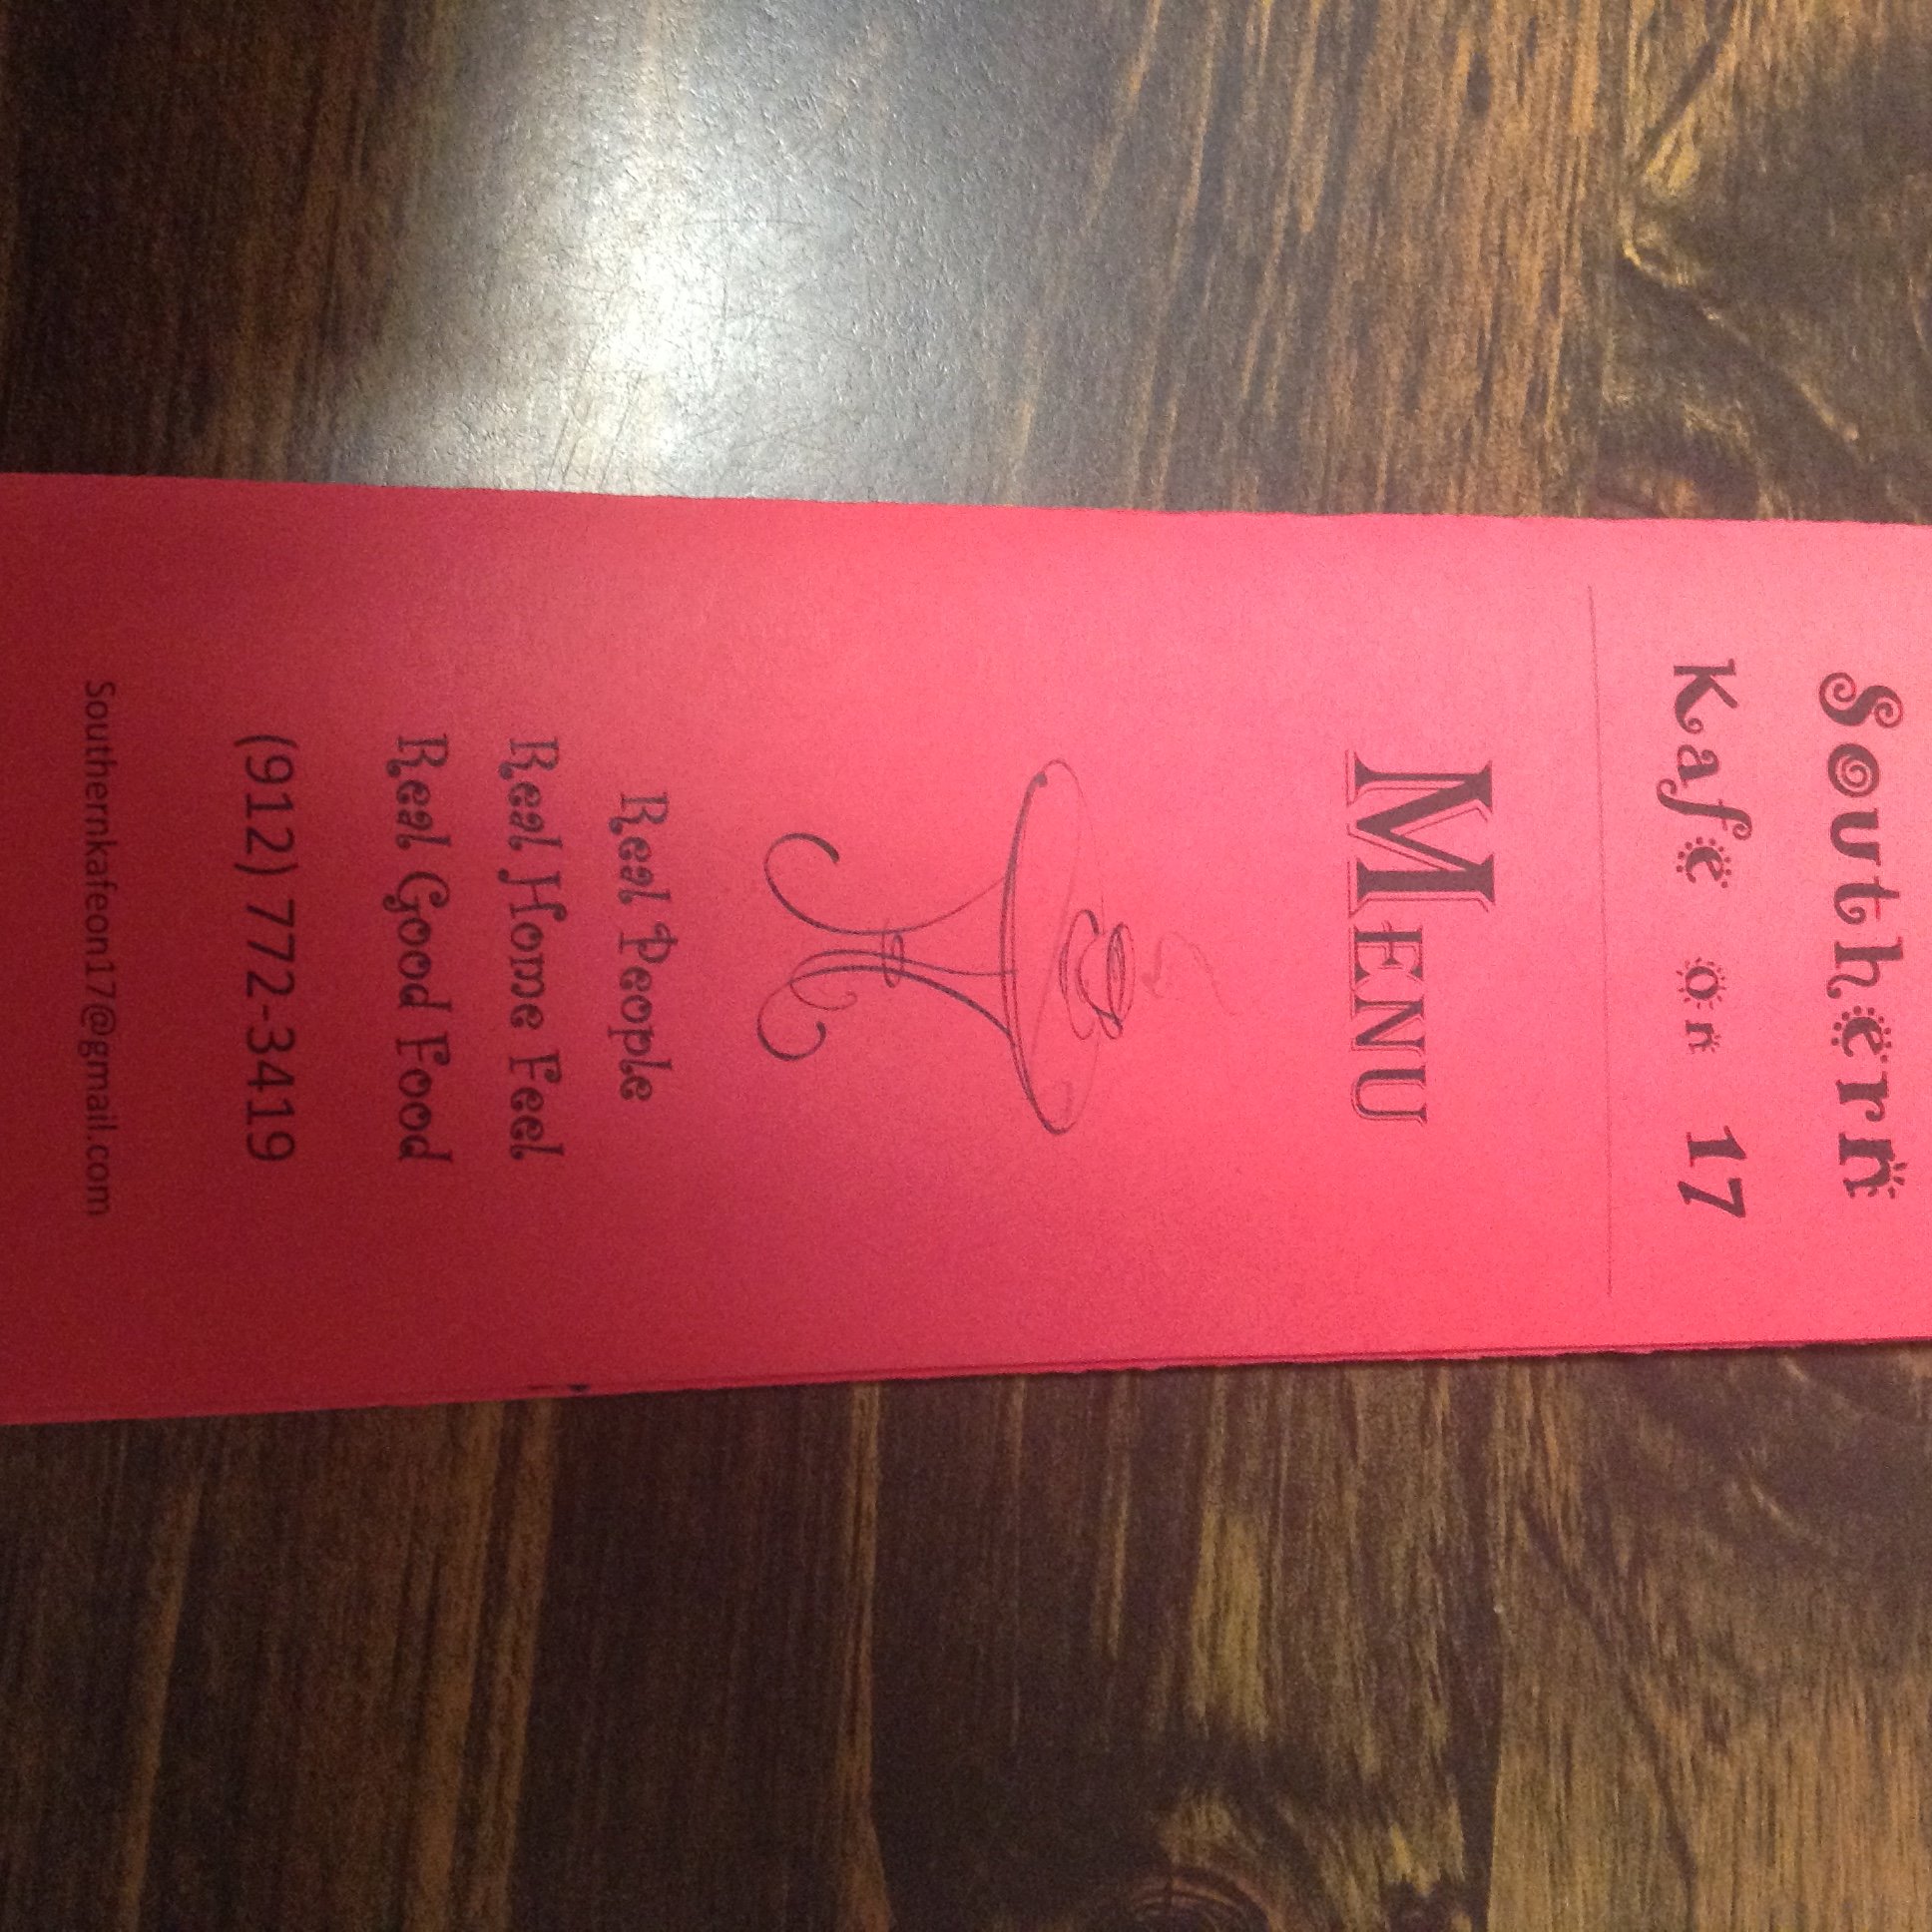 Southern
Kafe on 17
MENU
Real People
Real Home Feel
Real Good Food
(912) 772-3419
Southernkafeon17@gmail.com